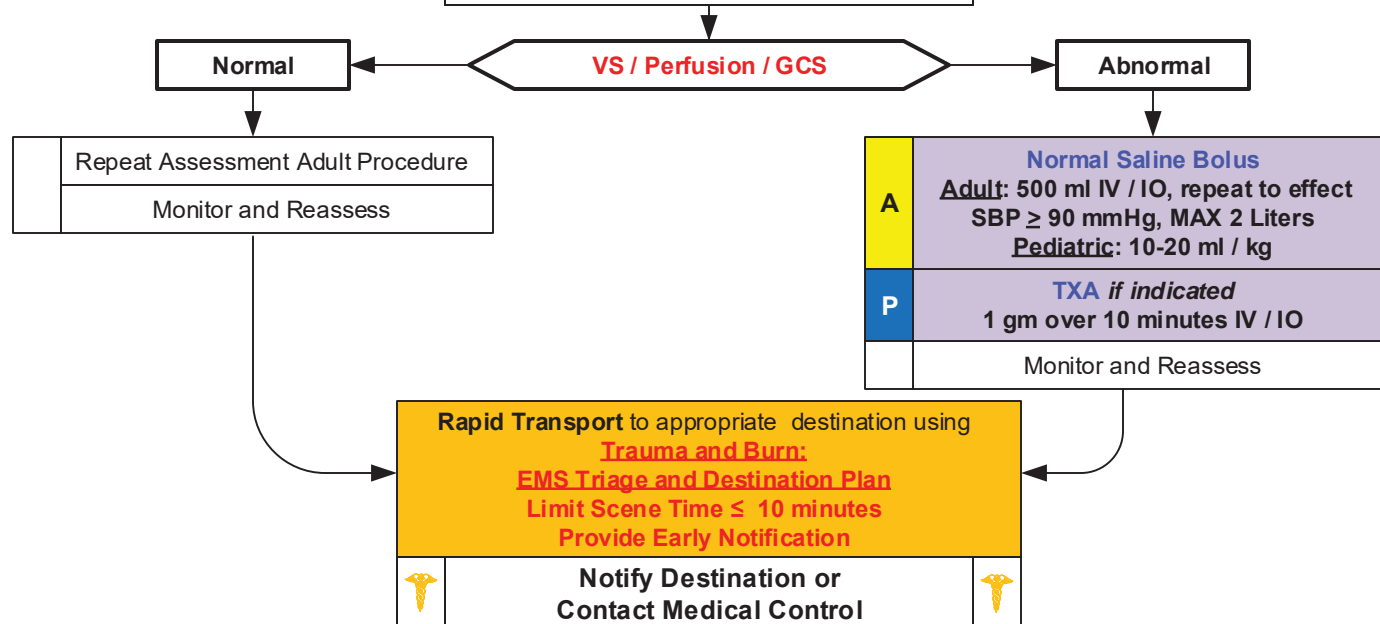 Normal
VS / Perfusion / GCS
Abnormal
Repeat Assessment Adult Procedure
Monitor and Reassess
A
Normal Saline Bolus
Adult: 500 ml IV / IO, repeat to effect
SBP ≥ 90 mmHg, MAX 2 Liters
Pediatric: 10-20 ml / kg
P
TXA if indicated
1 gm over 10 minutes IV / IO
Monitor and Reassess
Rapid Transport to appropriate destination using
Trauma and Burn:
EMS Triage and Destination Plan
Limit Scene Time ≤ 10 minutes
Provide Early Notification
Notify Destination or
Contact Medical Control